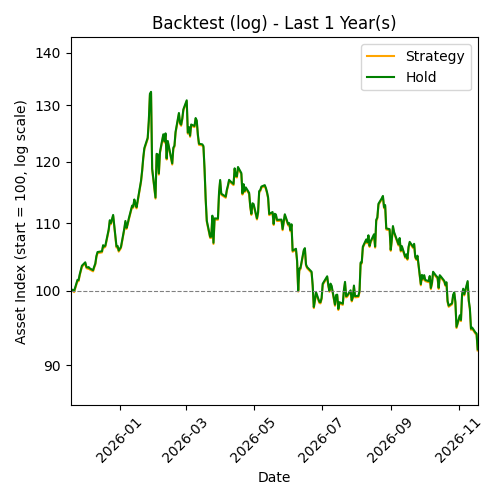 Backtest (log) - Last 1 Year(s)
Asset Index (start = 100, log scale)
140
130
120
110
100
90
Strategy
Hold
2026-01
2026-03
2026-05
2026-07
2026-09
2026-11
Date